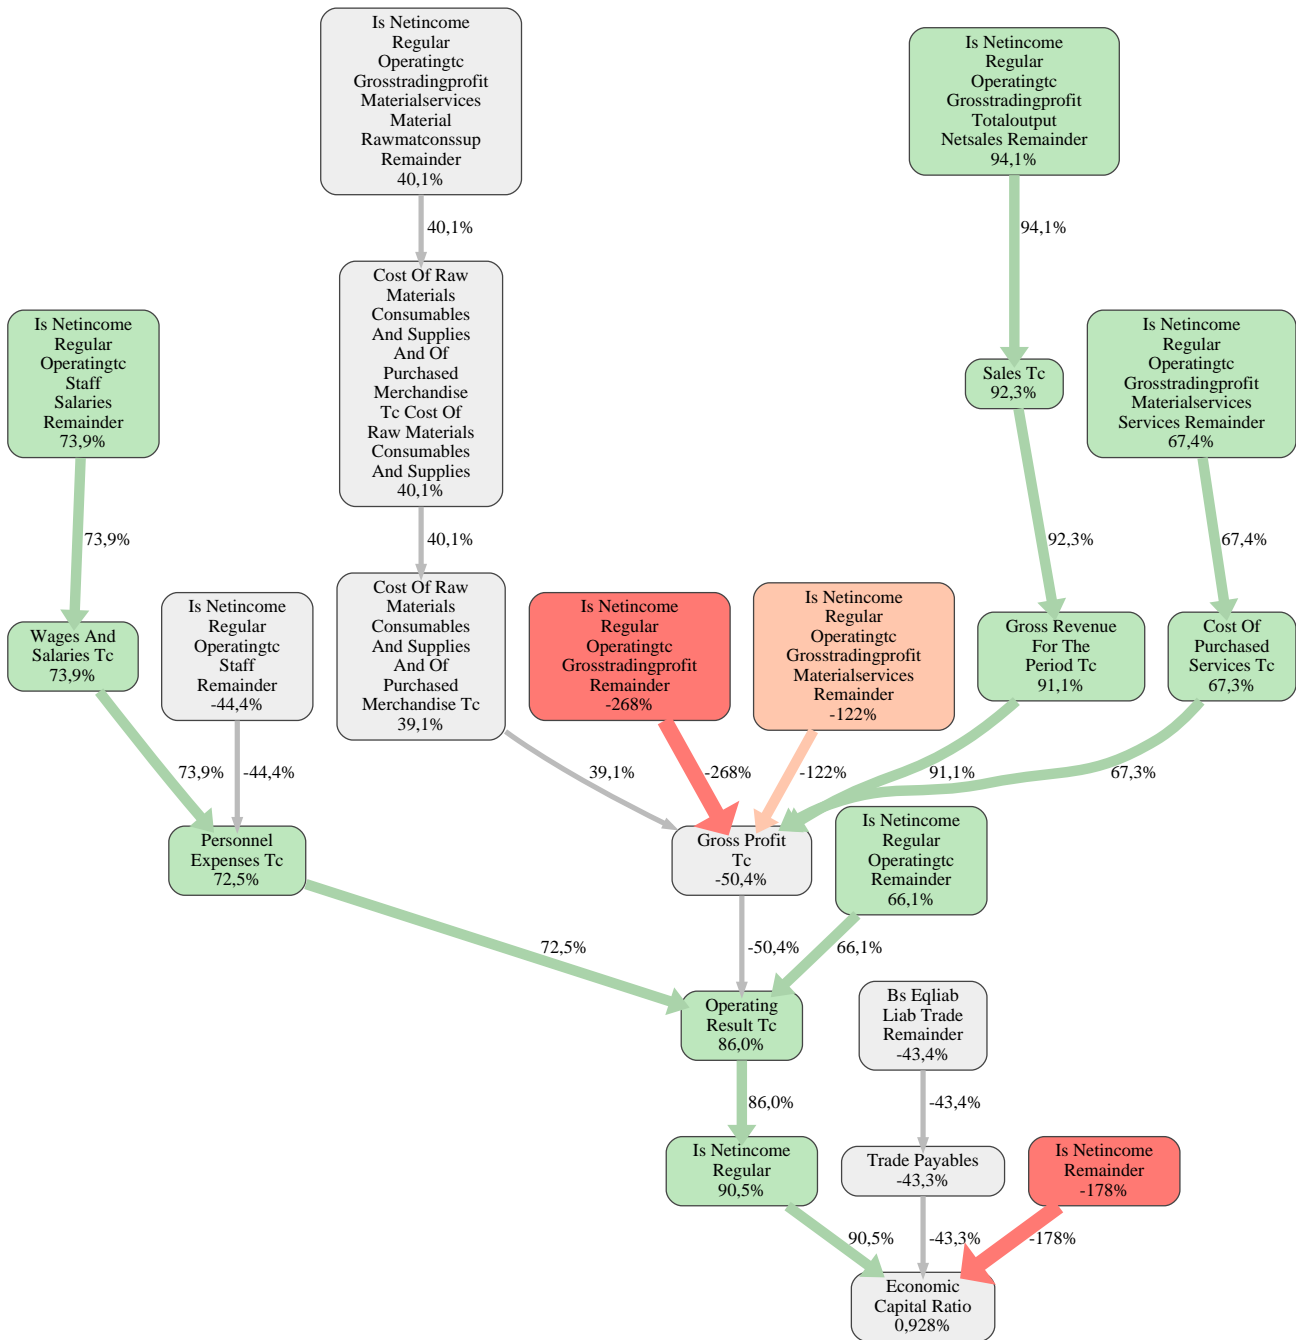 Is Netincome
Regular
Operatingtc
Grosstradingprofit
Materialservices
Material
Rawmatconssup
Remainder
40,1%
Is Netincome
Regular
Operatingtc
Grosstradingprofit
Totaloutput
Netsales Remainder
94,1%
40,1%
94,1%
Cost Of Raw
Materials
Consumables
And Supplies
And Of
Purchased
Merchandise
Tc Cost Of
Raw Materials
Consumables
And Supplies
40,1%
Is Netincome
Regular
Operatingtc
Staff
Salaries
Remainder
73,9%
Sales Tc
92,3%
Is Netincome
Regular
Operatingtc
Grosstradingprofit
Materialservices
Services Remainder
67,4%
73,9%
40,1%
92,3%
67,4%
Wages And
Salaries Tc
73,9%
Is Netincome
Regular
Operatingtc
Staff
Remainder
-44,4%
Cost Of Raw
Materials
Consumables
And Supplies
And Of
Purchased
Merchandise Tc
39,1%
Is Netincome
Regular
Operatingtc
Grosstradingprofit
Remainder
-268%
Is Netincome
Regular
Operatingtc
Grosstradingprofit
Materialservices
Remainder
-122%
Gross Revenue
For The
Period Tc
91,1%
Cost Of
Purchased
Services Tc
67,3%
73,9%
-44,4%
39,1%
-268%
-122%
91,1%
67,3%
Personnel
Expenses Tc
72,5%
Gross Profit
Tc
-50,4%
Is Netincome
Regular
Operatingtc
Remainder
66,1%
72,5%
-50,4%
66,1%
Operating
Result Tc
86,0%
Bs Eqliab
Liab Trade
Remainder
-43,4%
86,0%
-43,4%
Is Netincome
Regular
90,5%
Trade Payables
-43,3%
Is Netincome
Remainder
-178%
90,5%
-43,3%
-178%
Economic
Capital Ratio
0,928%